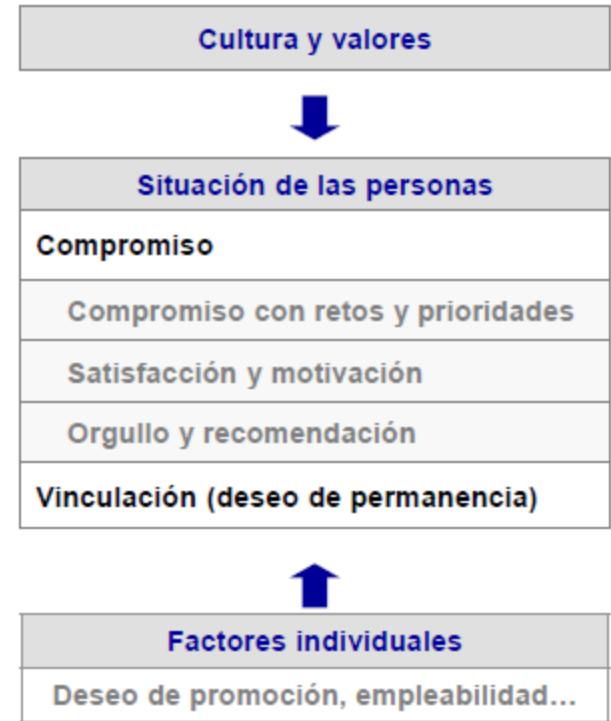 Cultura y valores
Situación de las personas
Compromiso
Compromiso con retos y prioridades
Satisfacción y motivación
Orgullo y recomendación
Vinculación (deseo de permanencia)
Factores individuales
Deseo de promoción, empleabilidad...